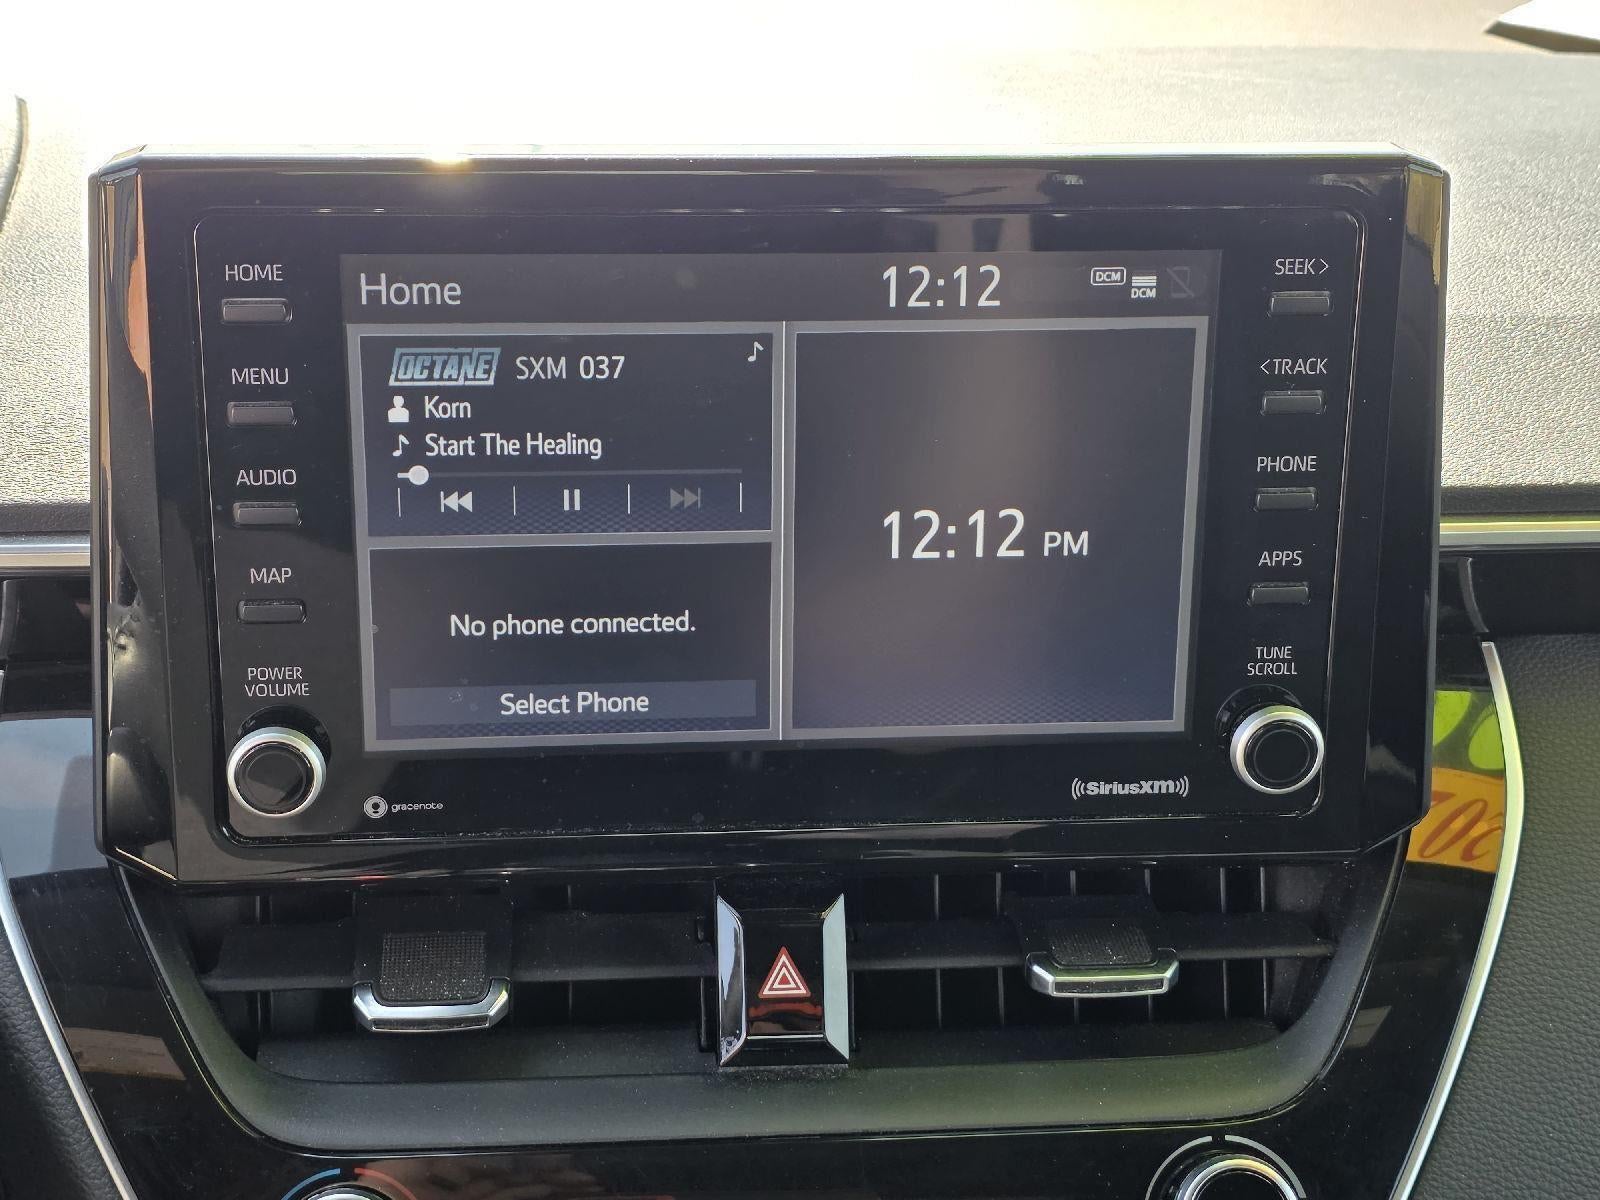 HOME
MENU
AUDIO
MAP
POWER
VOLUME
Home
12:12
DCM
DCM
OCTANE SXM 037
Korn
Start The Healing
No phone connected.
Select Phone
12:12 PM
gracenote
((SiriusXM))
SEEK >
< TRACK
PHONE
APPS
TUNE
SCROLL